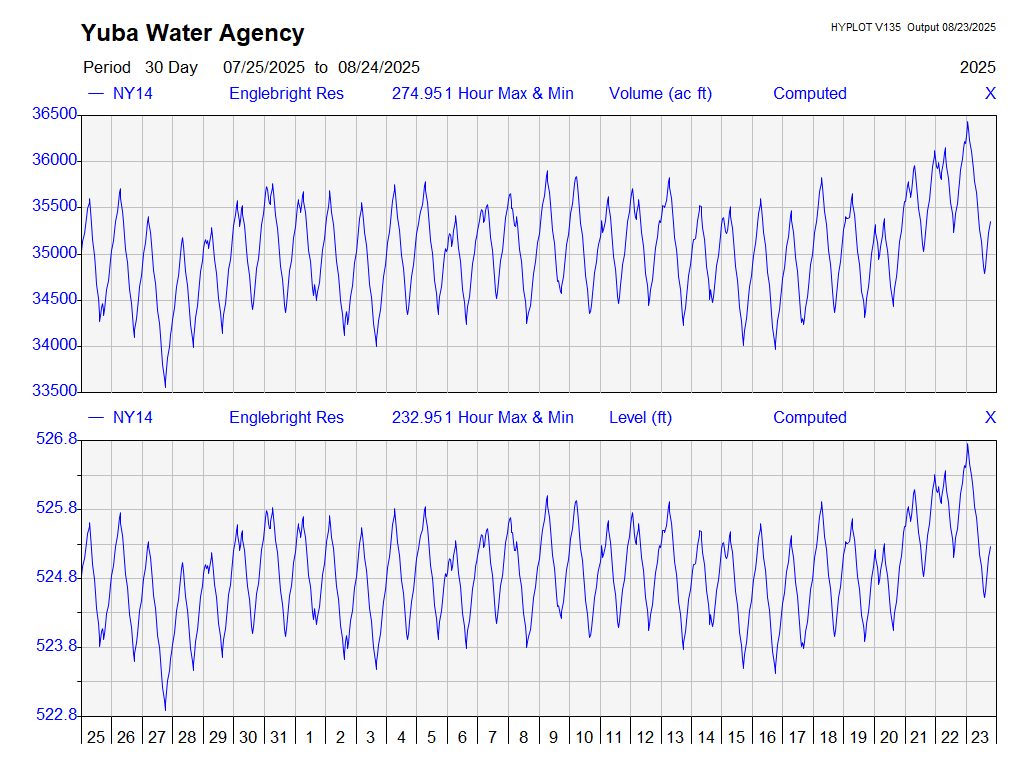 Yuba Water Agency
HYPLOT V135 Output 08/23/2025
Period 30 Day 07/25/2025 to 08/24/2025
2025
NY14 Englebright Res 274.951 Hour Max & Min Volume (ac ft) Computed X
36500
36000
35500
35000
34500
34000
33500
NY14 Englebright Res 232.951 Hour Max & Min Level (ft) Computed X
526.8
525.8
524.8
523.8
522.8
25 26 27 28 29 30 31 1 2 3 4 5 6 7 8 9 10 11 12 13 14 15 16 17 18 19 20 21 22 23